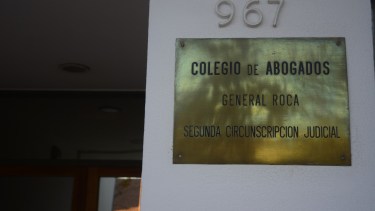 967
COLEGIO DE ABOGADOS
GENERAL ROCA
SEGUNDA CIRCUNSCRIPCION JUDICIAL